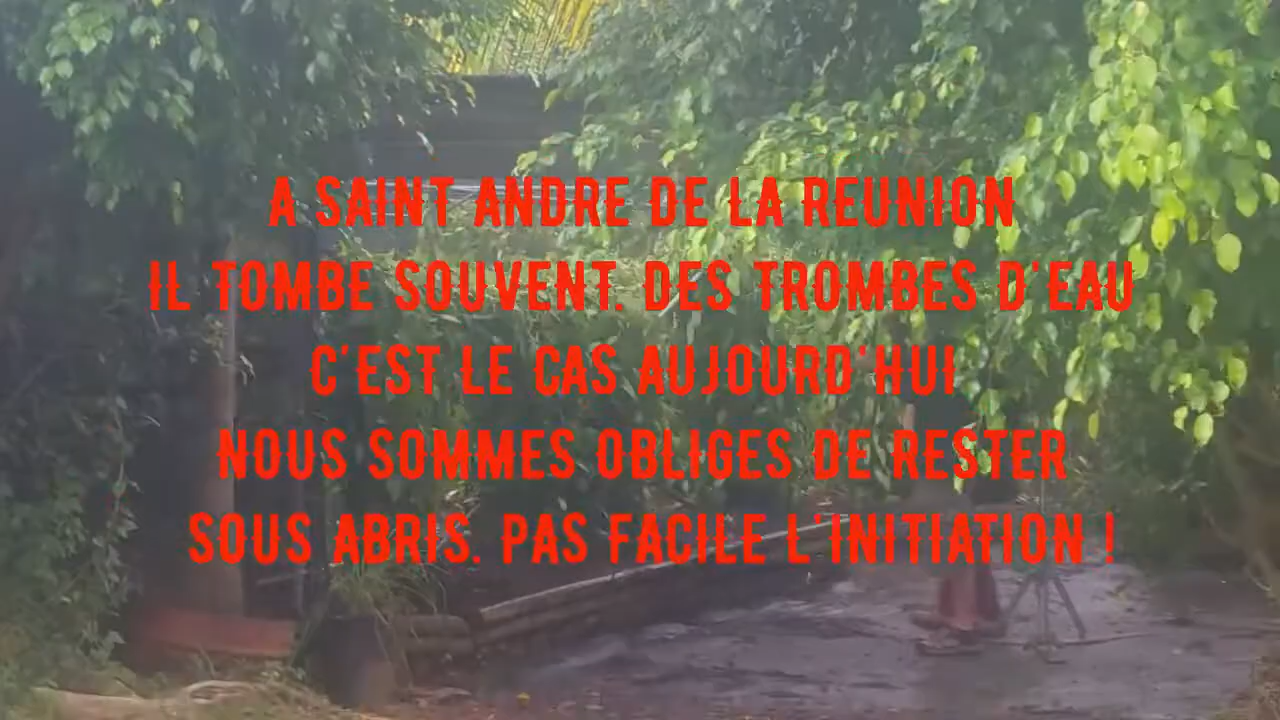 A SAINT ANDRE DE LA REUNION
IL TOMBE SOUVENT. DES TROMBES D'EAU
C'EST LE CAS AUJOURD'HUI
NOUS SOMMES OBLIGES DE RESTER
SOUS ABRIS. PAS FACILE L'INITIATION !